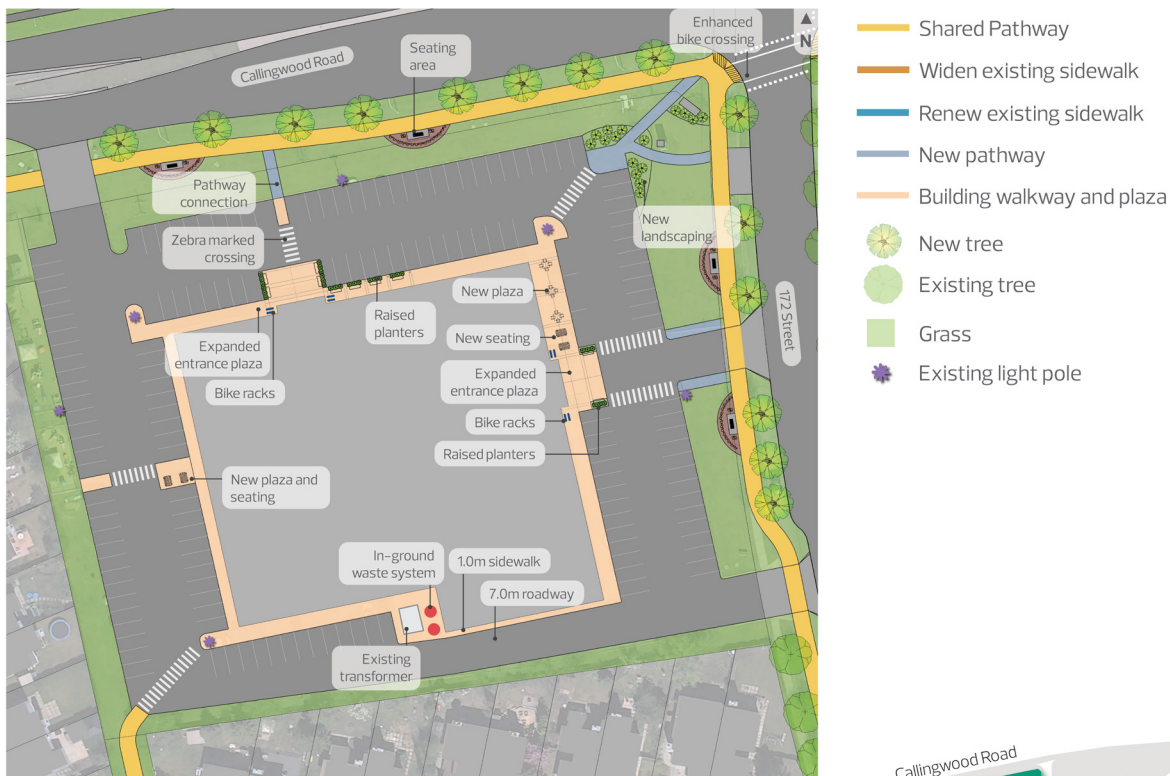 Enhanced
bike crossing
N
Callingwood Road
Seating
area
Pathway
connection
Zebra marked
crossing
New
landscaping
New plaza
Raised
planters
New seating
172 Street
Expanded
entrance plaza
Expanded
entrance plaza
Bike racks
Bike racks
Raised planters
New plaza and
seating
In-ground
waste system
1.0m sidewalk
7.0m roadway
Existing
transformer
Shared Pathway
Widen existing sidewalk
Renew existing sidewalk
New pathway
Building walkway and plaza
New tree
Existing tree
Grass
Existing light pole
Callingwood Road